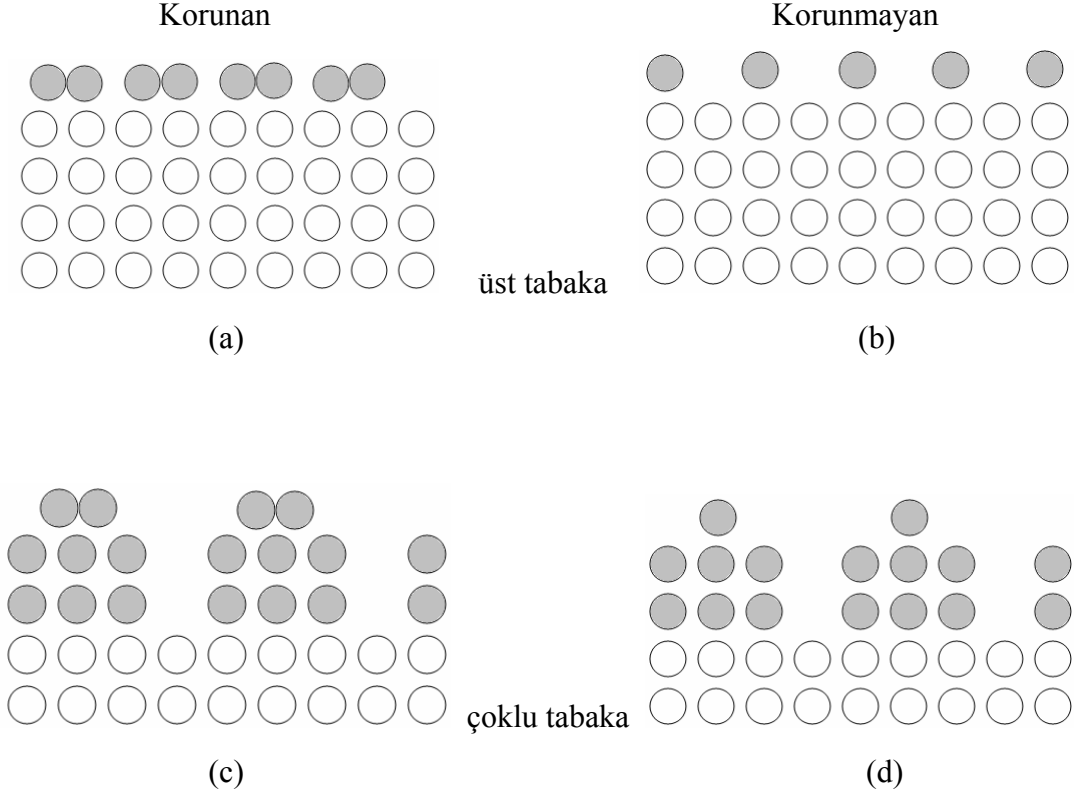 Korunan
Korunmayan
üst tabaka
(a)
(b)
çoklu tabaka
(c)
(d)